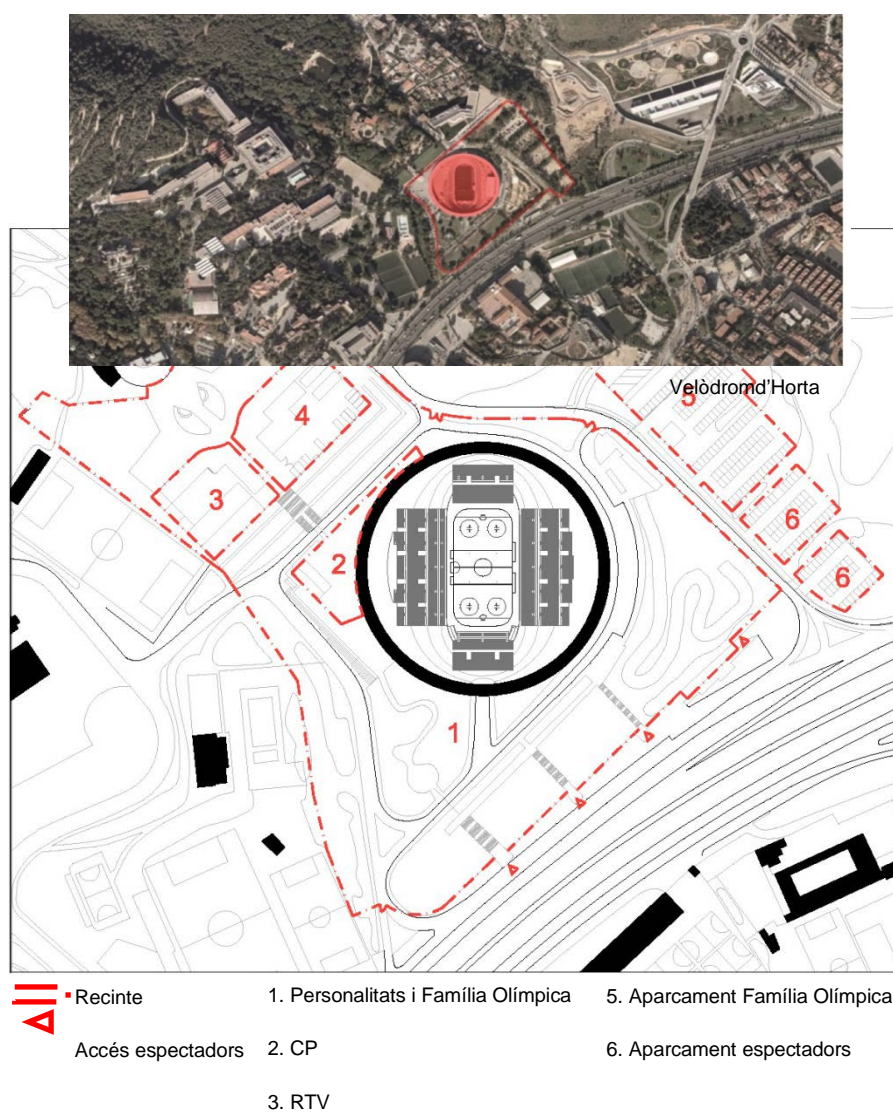 Velòdromd’Horta
5
4
3
6
2
6
1
Recinte
Accés espectadors
1. Personalitats i Família Olímpica
2. CP
3. RTV
5. Aparcament Família Olímpica
6. Aparcament espectadors